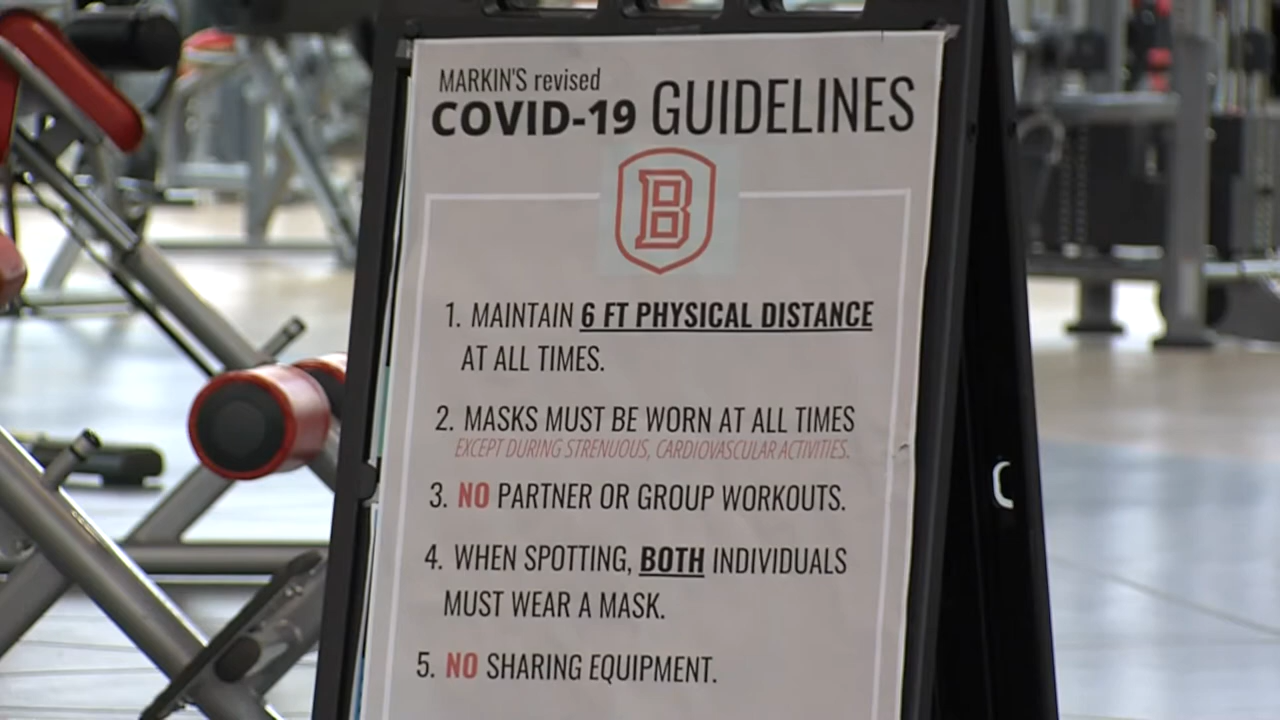 MARKIN'S revised
COVID-19 GUIDELINES
B
1. MAINTAIN 6 FT PHYSICAL DISTANCE
AT ALL TIMES.
2. MASKS MUST BE WORN AT ALL TIMES
EXCEPT DURING STRENUOUS, CARDIOVASCULAR ACTIVITIES.
3. NO PARTNER OR GROUP WORKOUTS.
4. WHEN SPOTTING, BOTH INDIVIDUALS
MUST WEAR A MASK.
5. NO SHARING EQUIPMENT.